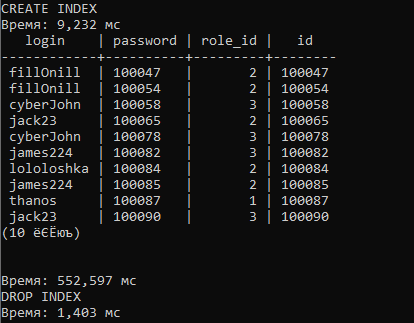 CREATE INDEX
Время: 9,232 мс
login | password | role_id | id
-----------+----------+---------+--------
fillOnill | 100047 | 2 | 100047
fillOnill | 100054 | 2 | 100054
cyberJohn | 100058 | 3 | 100058
jack23 | 100065 | 2 | 100065
cyberJohn | 100078 | 3 | 100078
james224 | 100082 | 3 | 100082
lololoshka | 100084 | 2 | 100084
james224 | 100085 | 2 | 100085
thanos | 100087 | 1 | 100087
jack23 | 100090 | 3 | 100090
(10 ёЄЁюъ)
Время: 552,597 мс
DROP INDEX
Время: 1,403 мс